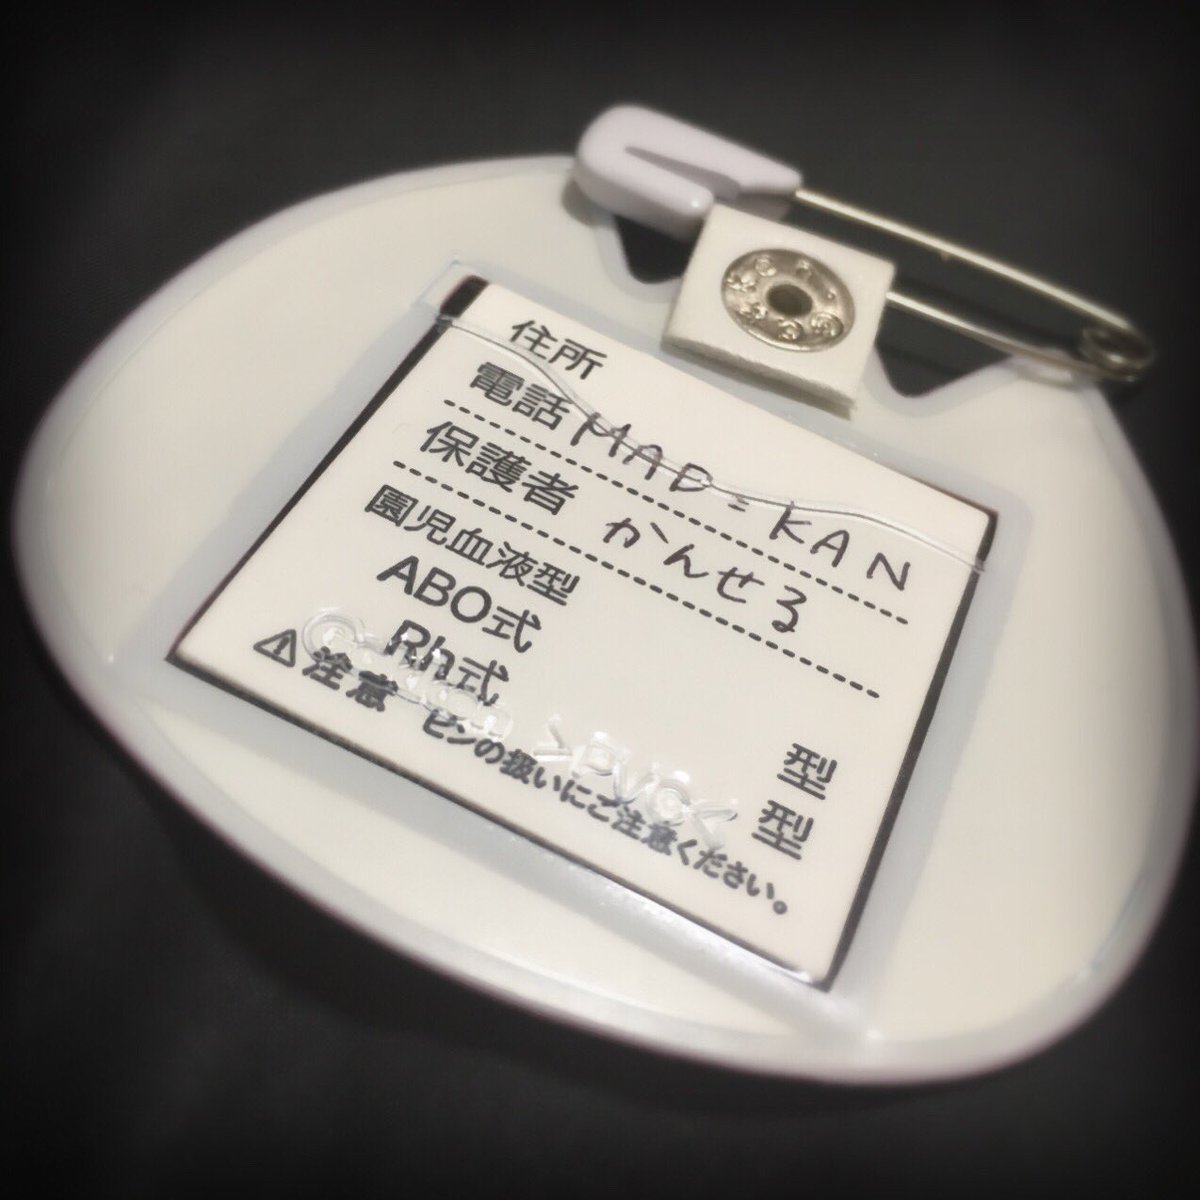 住所
電話 MAD=KAN
保護者 かんせる
園児血液型
ABO式 型
Rh式 型
⚠注意 ピンの扱いにご注意ください。
>PVC<